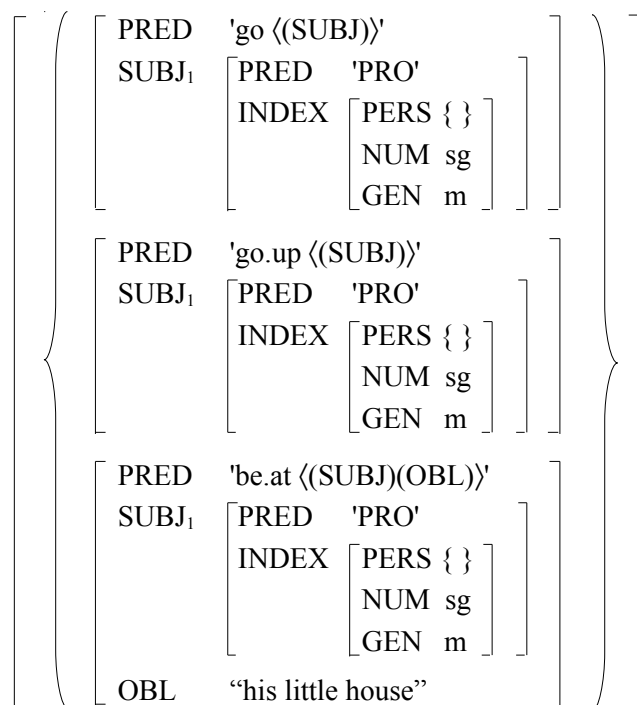 PRED 'go ⟨(SUBJ)⟩'
SUBJ₁ [PRED 'PRO'
INDEX [PERS { }
NUM sg
GEN m
PRED 'go.up ⟨(SUBJ)⟩'
SUBJ₁ [PRED 'PRO'
INDEX [PERS { }
NUM sg
GEN m
PRED 'be.at ⟨(SUBJ)(OBL)⟩'
SUBJ₁ [PRED 'PRO'
INDEX [PERS { }
NUM sg
GEN m
OBL “his little house”